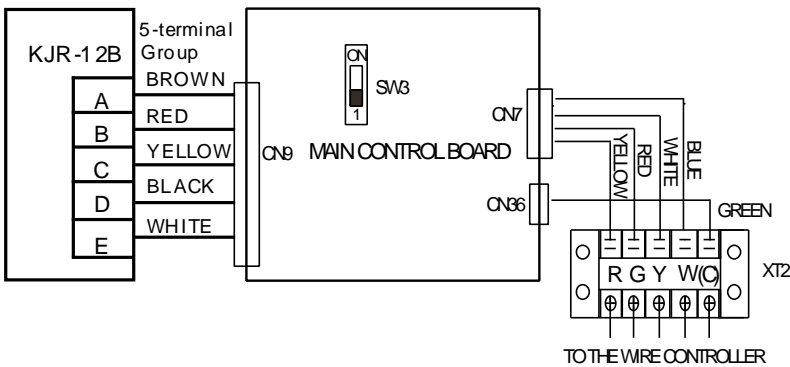 KJR-12B
5-terminal
Group
A
B
C
D
E
BROWN
RED
YELLOW
BLACK
WHITE
CN9
ON
1
SW3
MAIN CONTROL BOARD
CN7
CN36
YELLOW
RED
WHITE
BLUE
GREEN
R G Y W(C)
XT2
TO THE WIRE CONTROLLER